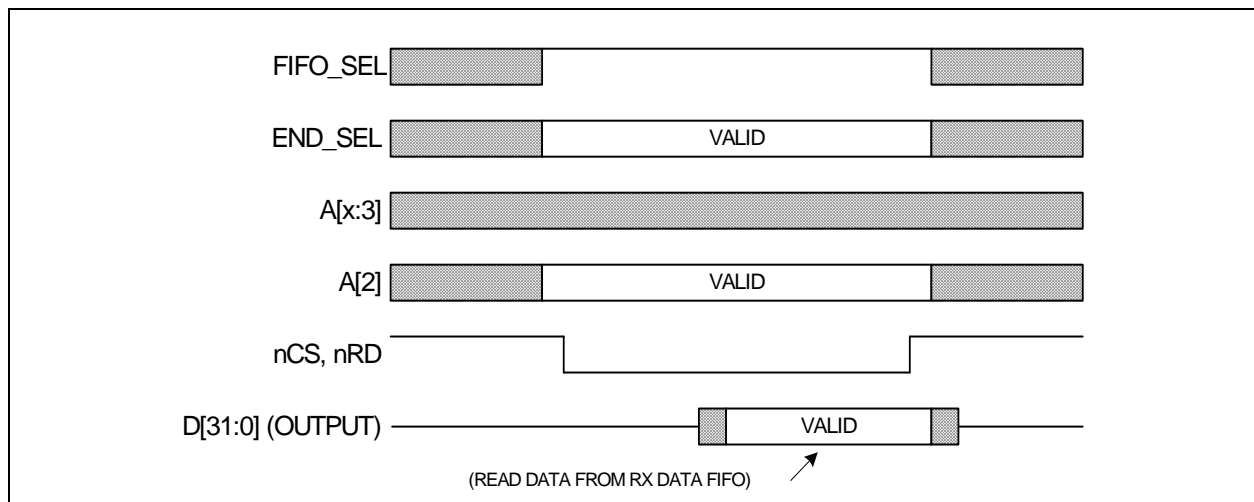 FIFO_SEL
END_SEL VALID
A[x:3]
A[2] VALID
nCS, nRD
D[31:0] (OUTPUT) VALID
(READ DATA FROM RX DATA FIFO)